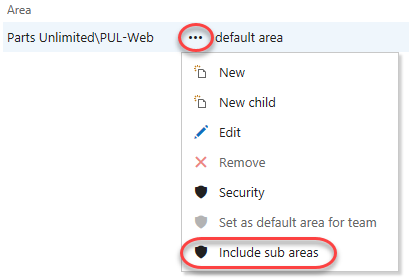 Area
Parts Unlimited\PUL-Web ••• default area
New
New child
Edit
Remove
Security
Set as default area for team
Include sub areas